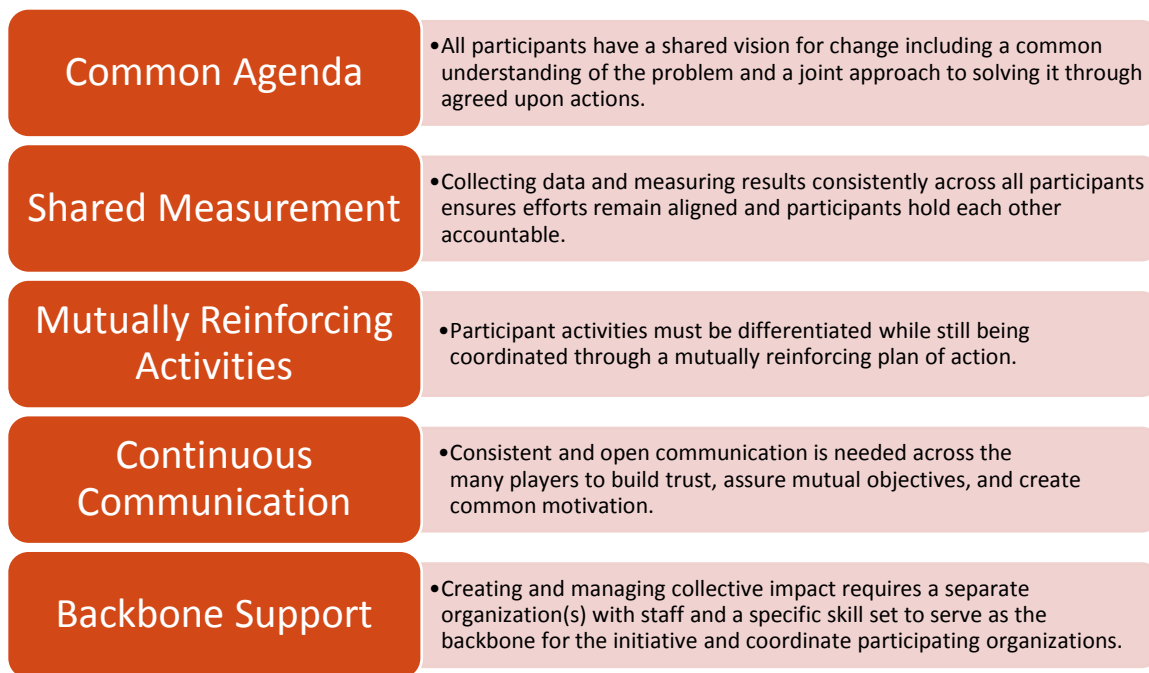 Common Agenda
•All participants have a shared vision for change including a common
understanding of the problem and a joint approach to solving it through
agreed upon actions.
Shared Measurement
•Collecting data and measuring results consistently across all participants
ensures efforts remain aligned and participants hold each other
accountable.
Mutually Reinforcing
Activities
•Participant activities must be differentiated while still being
coordinated through a mutually reinforcing plan of action.
Continuous
Communication
•Consistent and open communication is needed across the
many players to build trust, assure mutual objectives, and create
common motivation.
Backbone Support
•Creating and managing collective impact requires a separate
organization(s) with staff and a specific skill set to serve as the
backbone for the initiative and coordinate participating organizations.